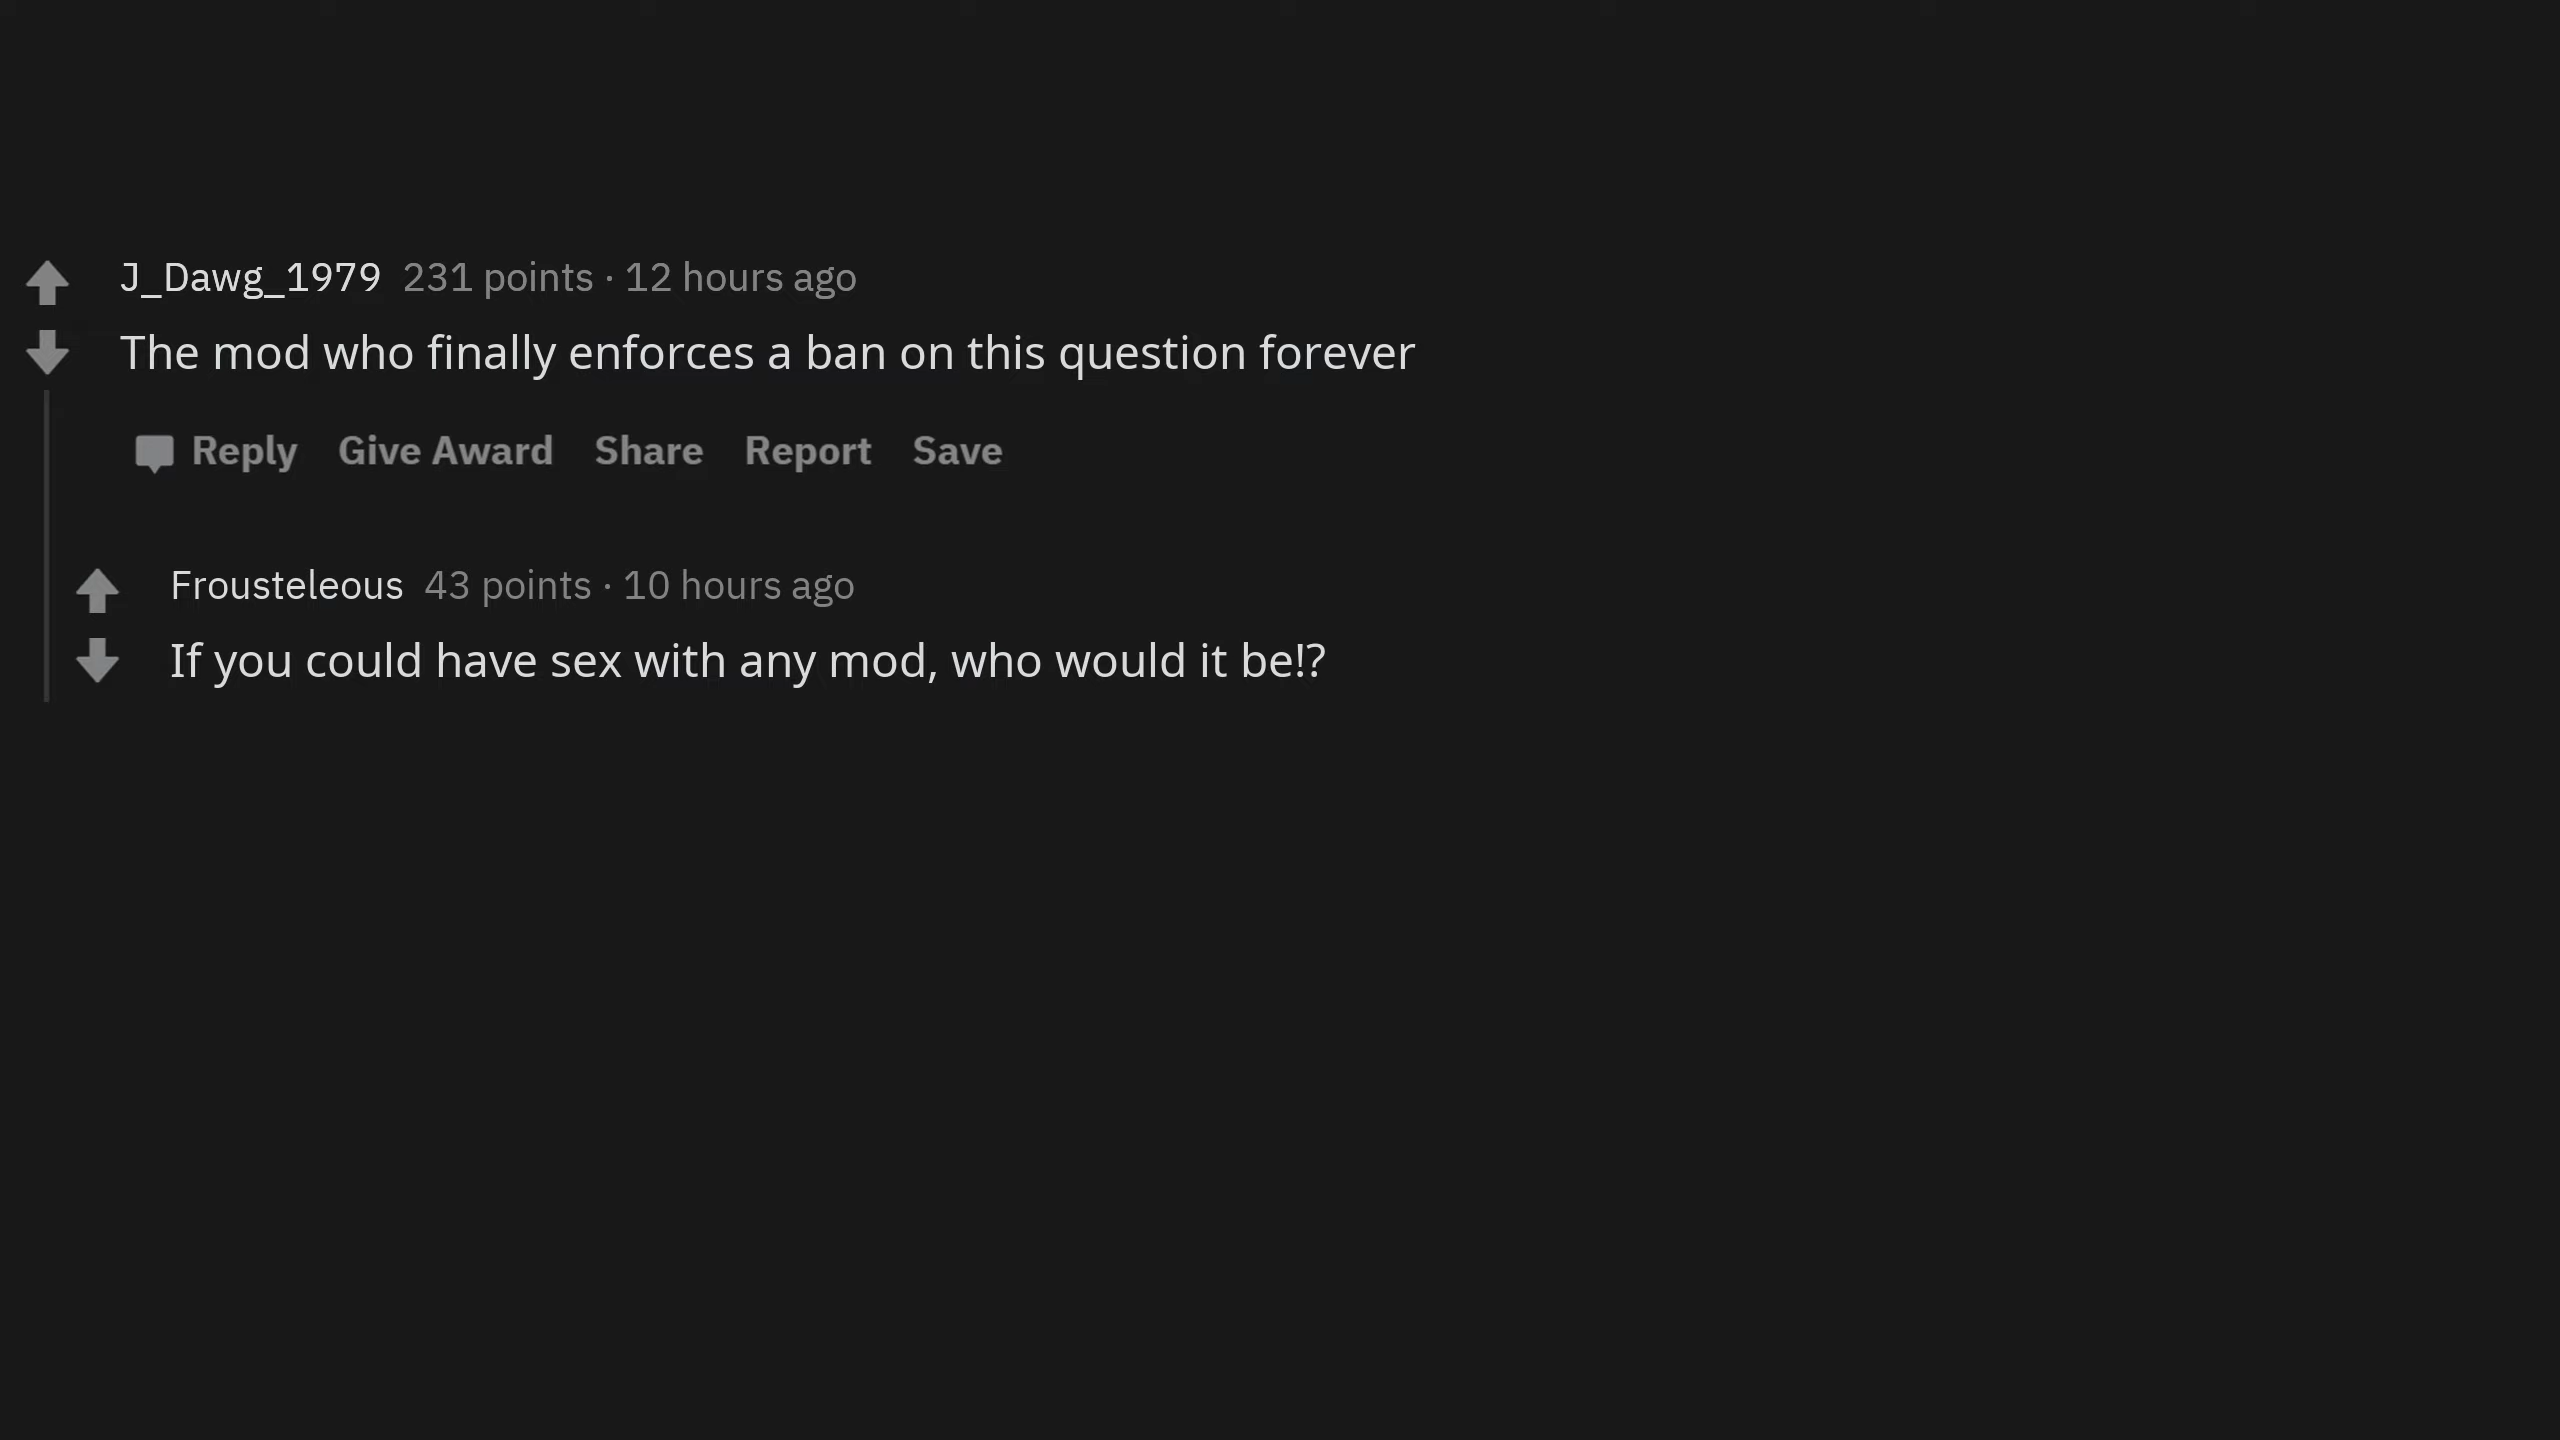 J_Dawg_1979 231 points · 12 hours ago
The mod who finally enforces a ban on this question forever
Reply Give Award Share Report Save
Frousteleous 43 points · 10 hours ago
If you could have sex with any mod, who would it be!?